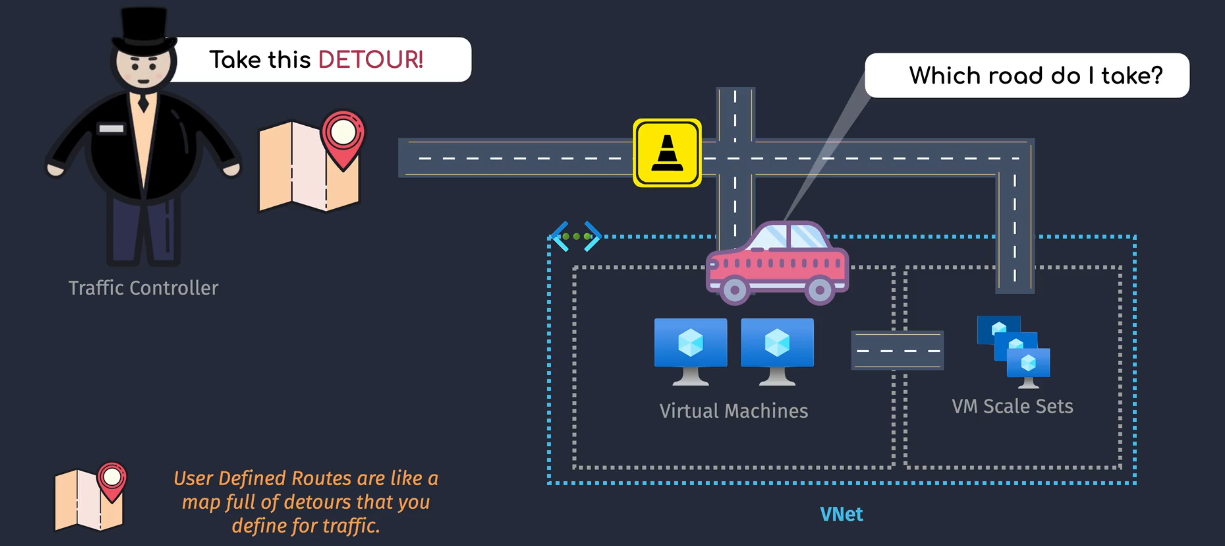 Take this DETOUR!
Which road do I take?
Traffic Controller
Virtual Machines
VM Scale Sets
User Defined Routes are like a
map full of detours that you
define for traffic.
VNet